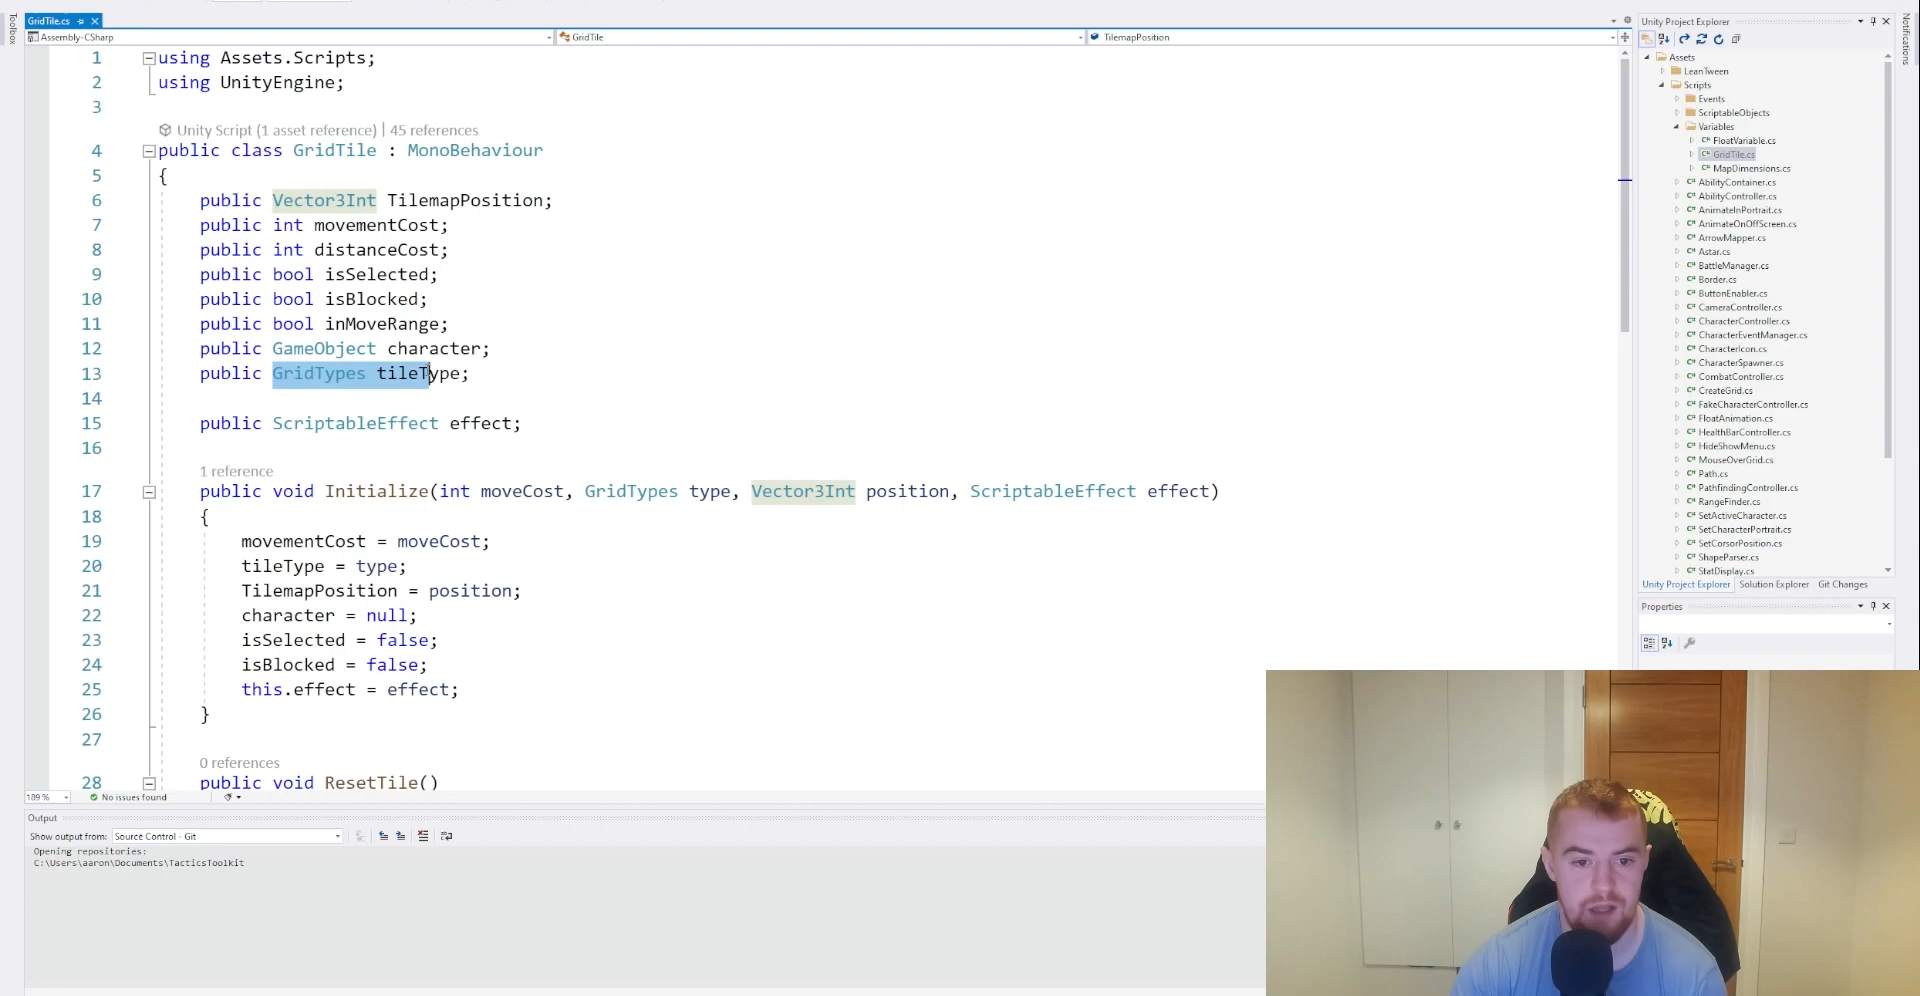 Toolbox
GridTile.cs
Assembly-CSharp
GridTile
TilemapPosition
1 using Assets.Scripts;
2 using UnityEngine;
3
Unity Script (1 asset reference) | 45 references
4 public class GridTile : MonoBehaviour
5 {
6 public Vector3Int TilemapPosition;
7 public int movementCost;
8 public int distanceCost;
9 public bool isSelected;
10 public bool isBlocked;
11 public bool inMoveRange;
12 public GameObject character;
13 public GridTypes tileType;
14
15 public ScriptableEffect effect;
16
1 reference
17 public void Initialize(int moveCost, GridTypes type, Vector3Int position, ScriptableEffect effect)
18 {
19 movementCost = moveCost;
20 tileType = type;
21 TilemapPosition = position;
22 character = null;
23 isSelected = false;
24 isBlocked = false;
25 this.effect = effect;
26 }
27
0 references
28 public void ResetTile()
189 % No issues found
Output
Show output from: Source Control - Git
Opening repositories:
C:\Users\aaron\Documents\TacticsToolkit
Unity Project Explorer
Assets
LeanTween
Scripts
Events
ScriptableObjects
Variables
C# FloatVariable.cs
C# GridTile.cs
C# MapDimensions.cs
C# AbilityContainer.cs
C# AbilityController.cs
C# AnimateInPortrait.cs
C# AnimateOnOffScreen.cs
C# ArrowMapper.cs
C# Astar.cs
C# BattleManager.cs
C# Border.cs
C# ButtonEnabler.cs
C# CameraController.cs
C# CharacterController.cs
C# CharacterEventManager.cs
C# CharacterIcon.cs
C# CharacterSpawner.cs
C# CombatController.cs
C# CreateGrid.cs
C# FakeCharacterController.cs
C# FloatAnimation.cs
C# HealthBarController.cs
C# HideShowMenu.cs
C# MouseOverGrid.cs
C# Path.cs
C# PathfindingController.cs
C# RangeFinder.cs
C# SetActiveCharacter.cs
C# SetCharacterPortrait.cs
C# SetCorsorPosition.cs
C# ShapeParser.cs
C# StatDisplay.cs
Unity Project Explorer Solution Explorer Git Changes
Properties
Notifications